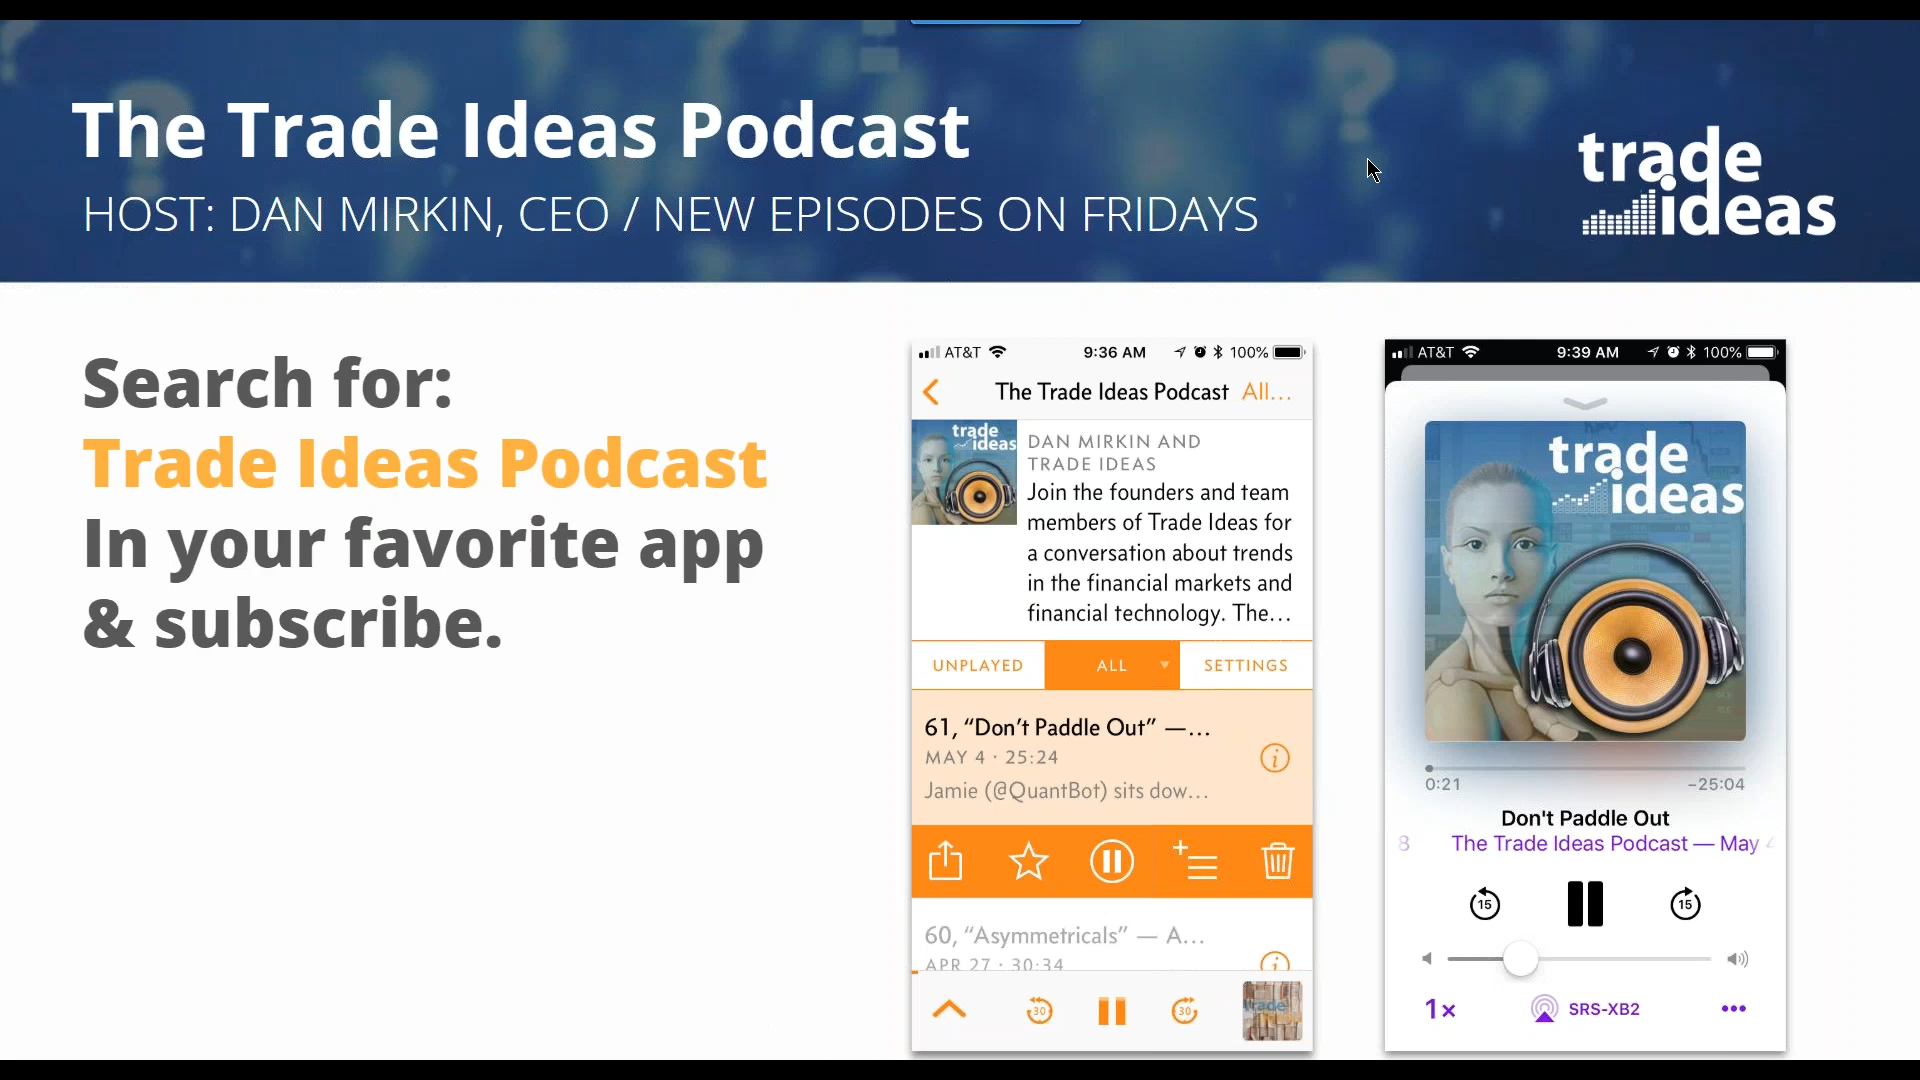 The Trade Ideas Podcast
HOST: DAN MIRKIN, CEO / NEW EPISODES ON FRIDAYS
trade
ideas
Search for:
Trade Ideas Podcast
In your favorite app
& subscribe.
AT&T 9:36 AM 100%
The Trade Ideas Podcast All...
trade
ideas
DAN MIRKIN AND
TRADE IDEAS
Join the founders and team
members of Trade Ideas for
a conversation about trends
in the financial markets and
financial technology. The...
UNPLAYED ALL SETTINGS
61, “Don’t Paddle Out” —...
MAY 4 · 25:24
Jamie (@QuantBot) sits dow...
60, “Asymmetricals” — A...
APR 27 · 30:34
30 30
trade
AT&T 9:39 AM 100%
trade
ideas
0:21 −25:04
Don't Paddle Out
8 The Trade Ideas Podcast — May 4
15 15
1× SRS-XB2